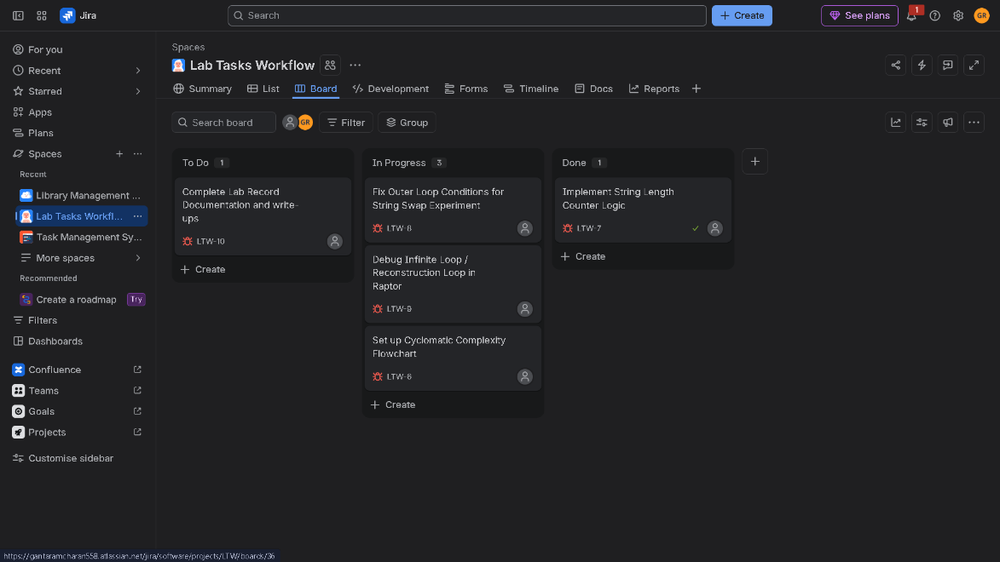 Jira
Search
Create
See plans
1
GR
For you
Recent
Starred
Apps
Plans
Spaces
Recent
Library Management ...
Lab Tasks Workfl...
Task Management Sy...
More spaces
Recommended
Create a roadmap
Try
Filters
Dashboards
Confluence
Teams
Goals
Projects
Customise sidebar
Spaces
Lab Tasks Workflow
Summary
List
Board
Development
Forms
Timeline
Docs
Reports
Search board
GR
Filter
Group
To Do 1
Complete Lab Record
Documentation and write-
ups
LTW-10
Create
In Progress 3
Fix Outer Loop Conditions for
String Swap Experiment
LTW-8
Debug Infinite Loop /
Reconstruction Loop in
Raptor
LTW-9
Set up Cyclomatic Complexity
Flowchart
LTW-6
Create
Done 1
Implement String Length
Counter Logic
LTW-7
Create
https://gantaramcharan558.atlassian.net/jira/software/projects/LTW/boards/36